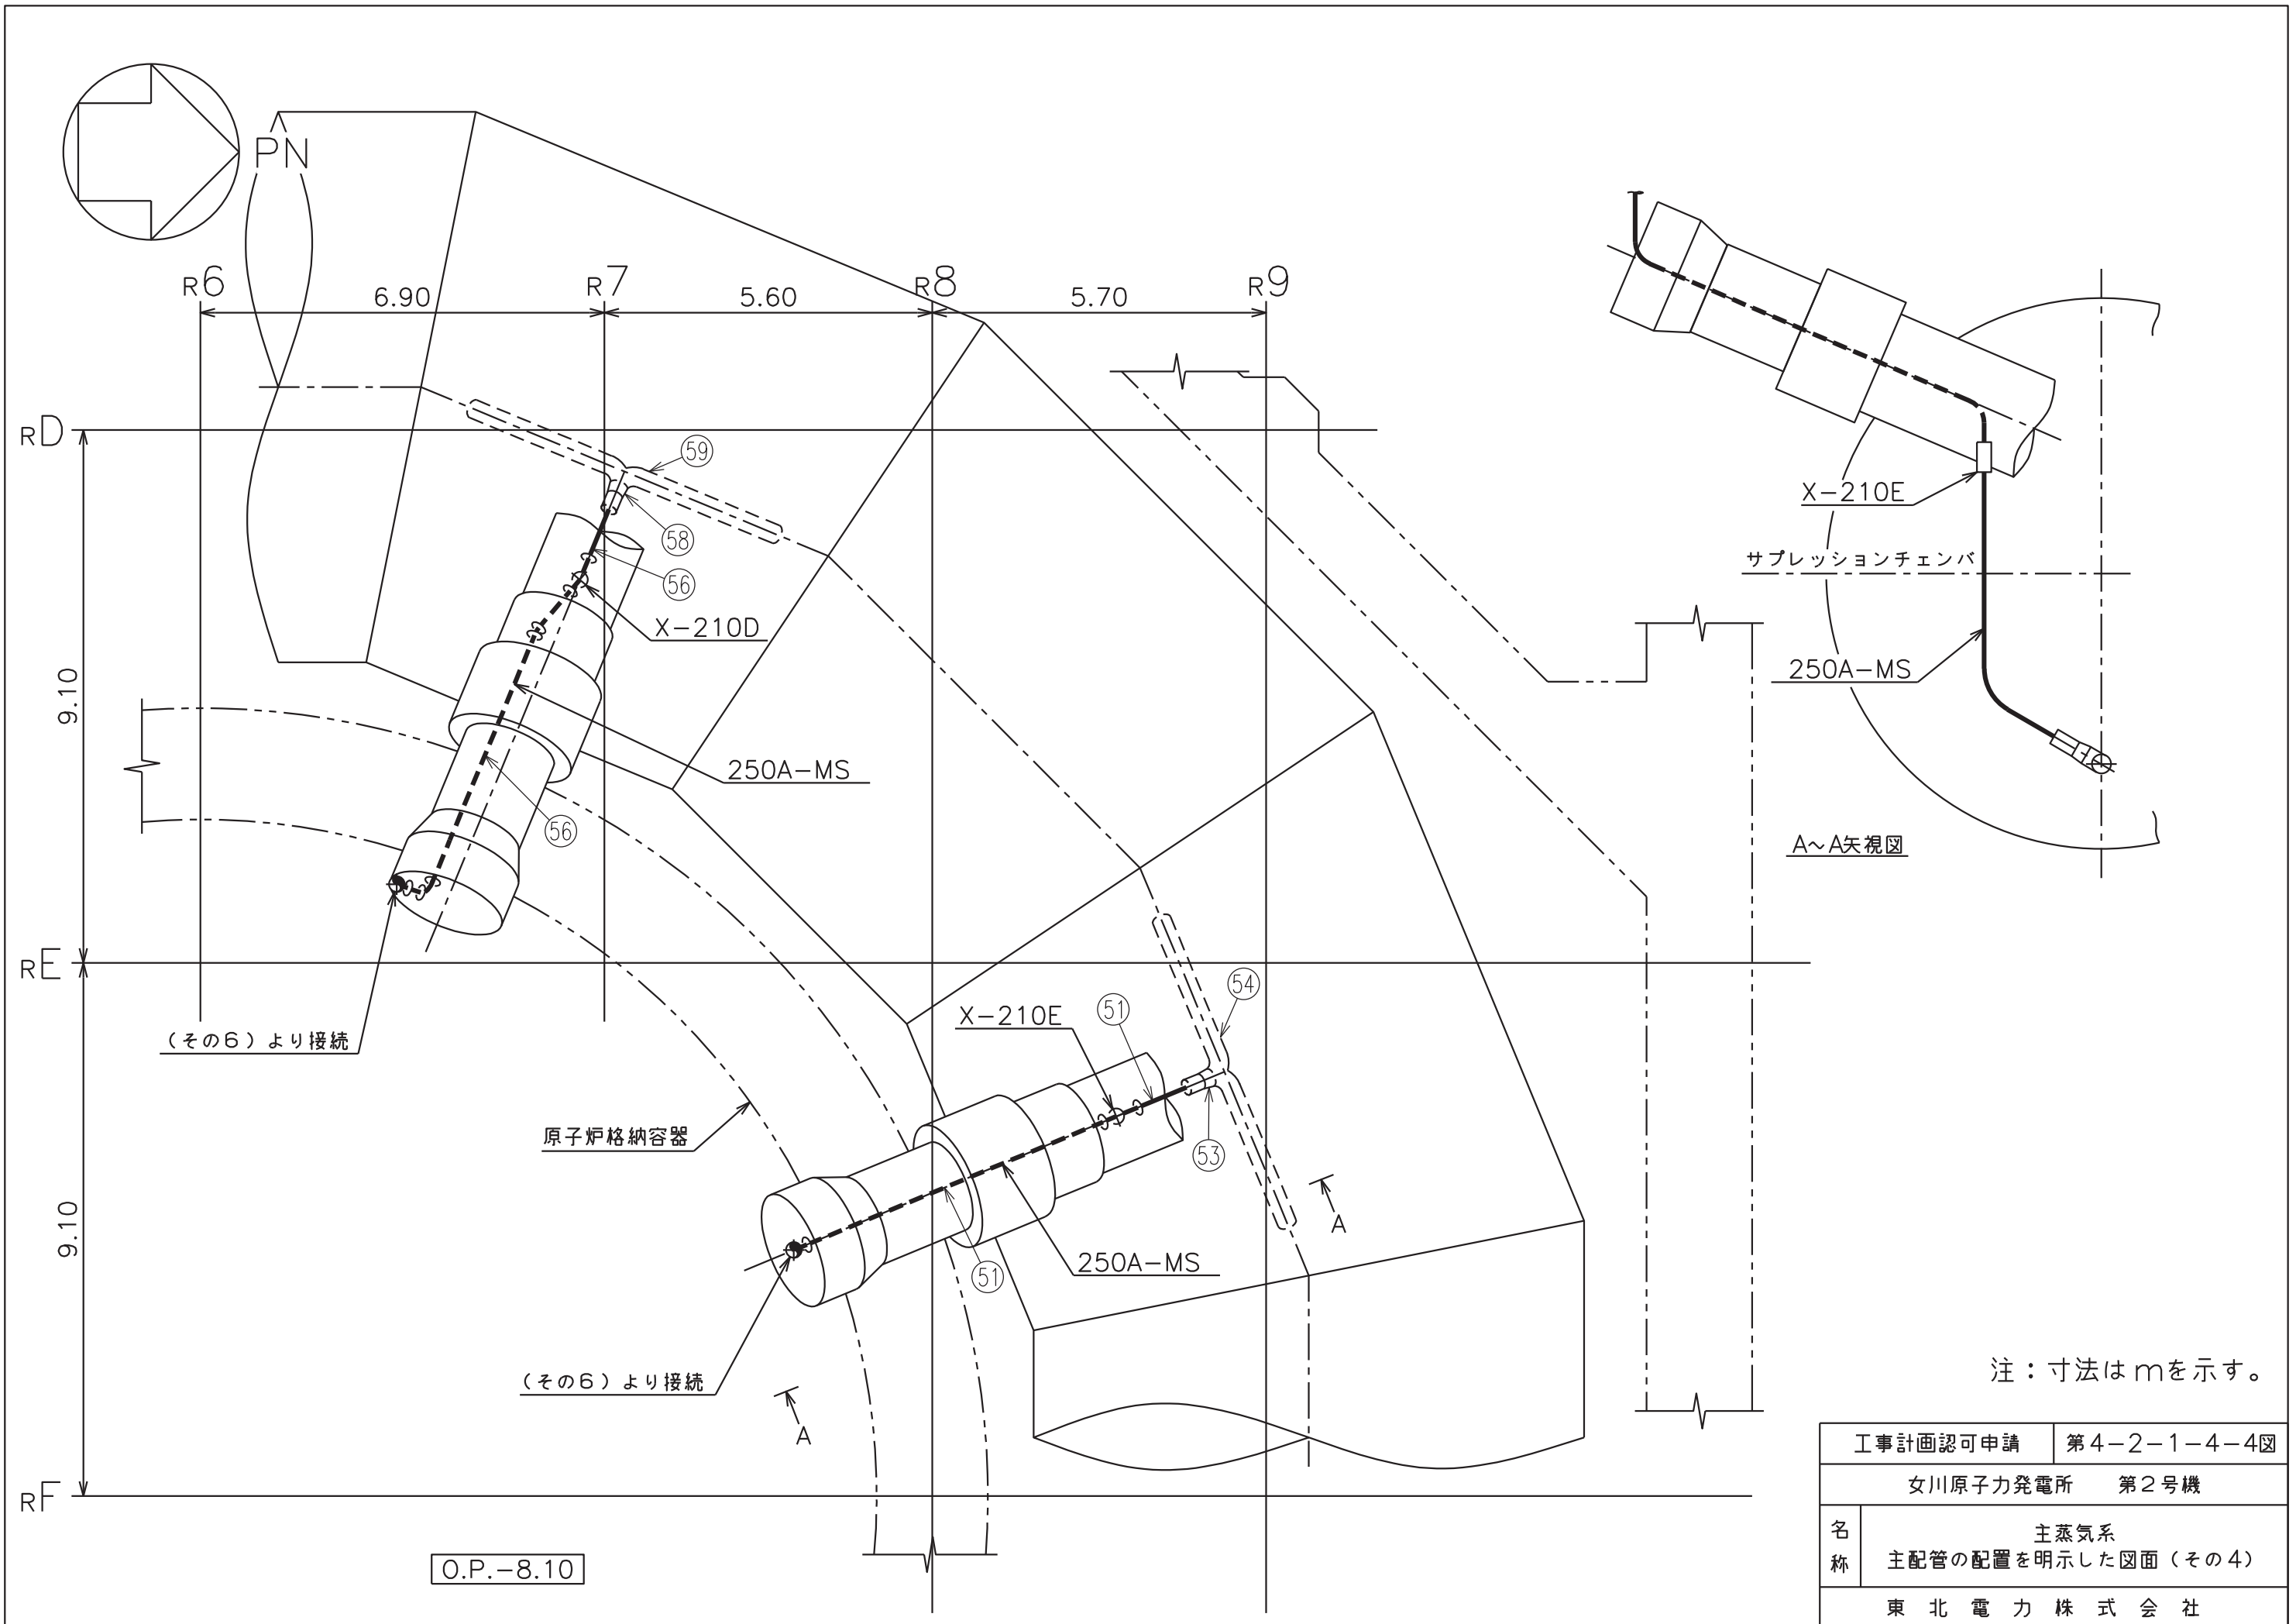 PN
R6
R7
R8
R9
6.90
5.60
5.70
RD
RE
RF
9.10
9.10
59
58
56
X-210D
250A-MS
56
(その6)より接続
原子炉格納容器
X-210E
51
54
53
51
250A-MS
(その6)より接続
A
A
O.P.-8.10
X-210E
サプレッションチェンバ
250A-MS
A~A矢視図
注:寸法はmを示す。
工事計画認可申請 第4-2-1-4-4図
女川原子力発電所 第2号機
名称
主蒸気系
主配管の配置を明示した図面(その4)
東北電力株式会社